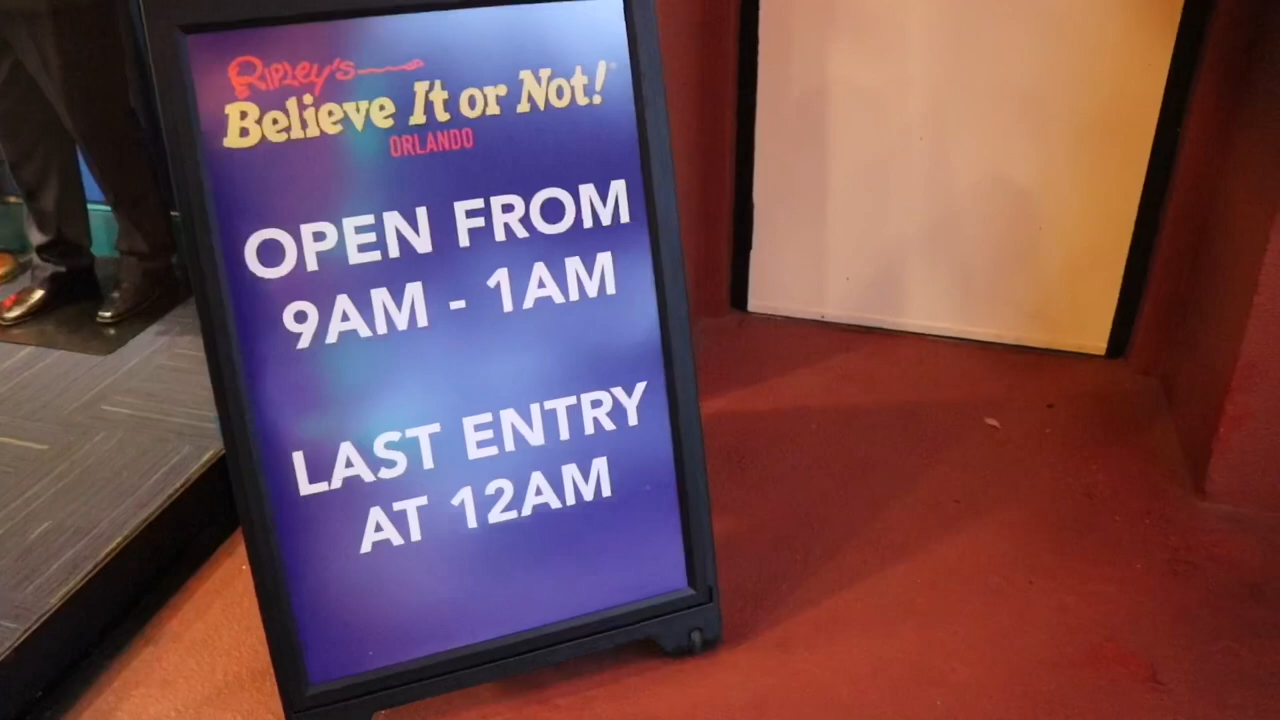 Ripley's
Believe It or Not!
ORLANDO
OPEN FROM
9AM - 1AM
LAST ENTRY
AT 12AM